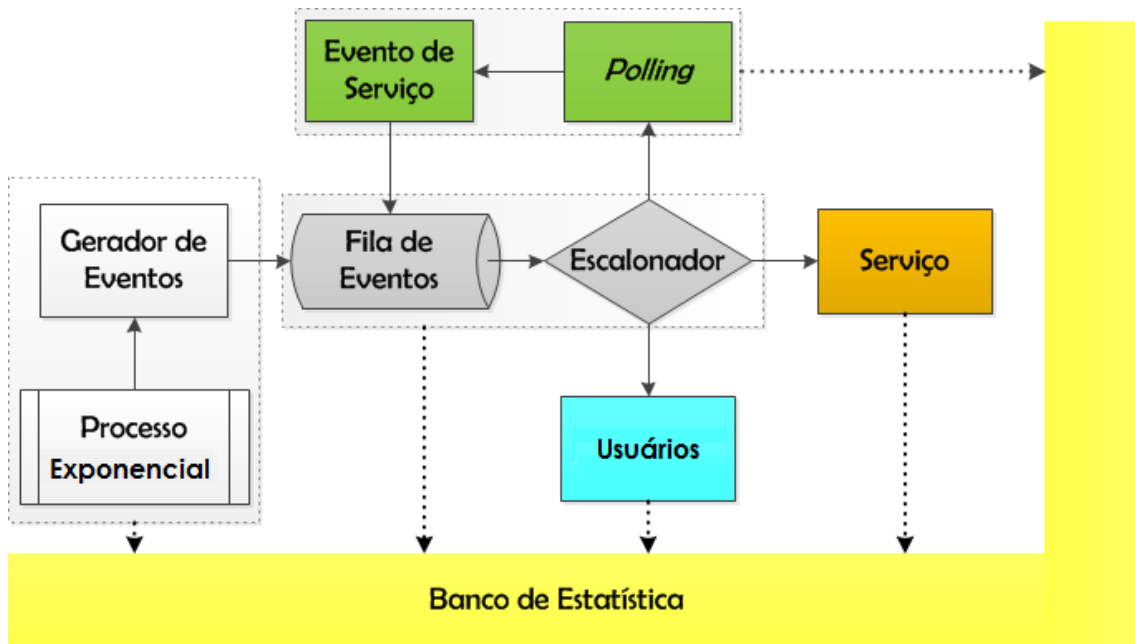 Evento de
Serviço
Polling
Gerador de
Eventos
Fila de
Eventos
Escalonador
Serviço
Processo
Exponencial
Usuários
Banco de Estatística